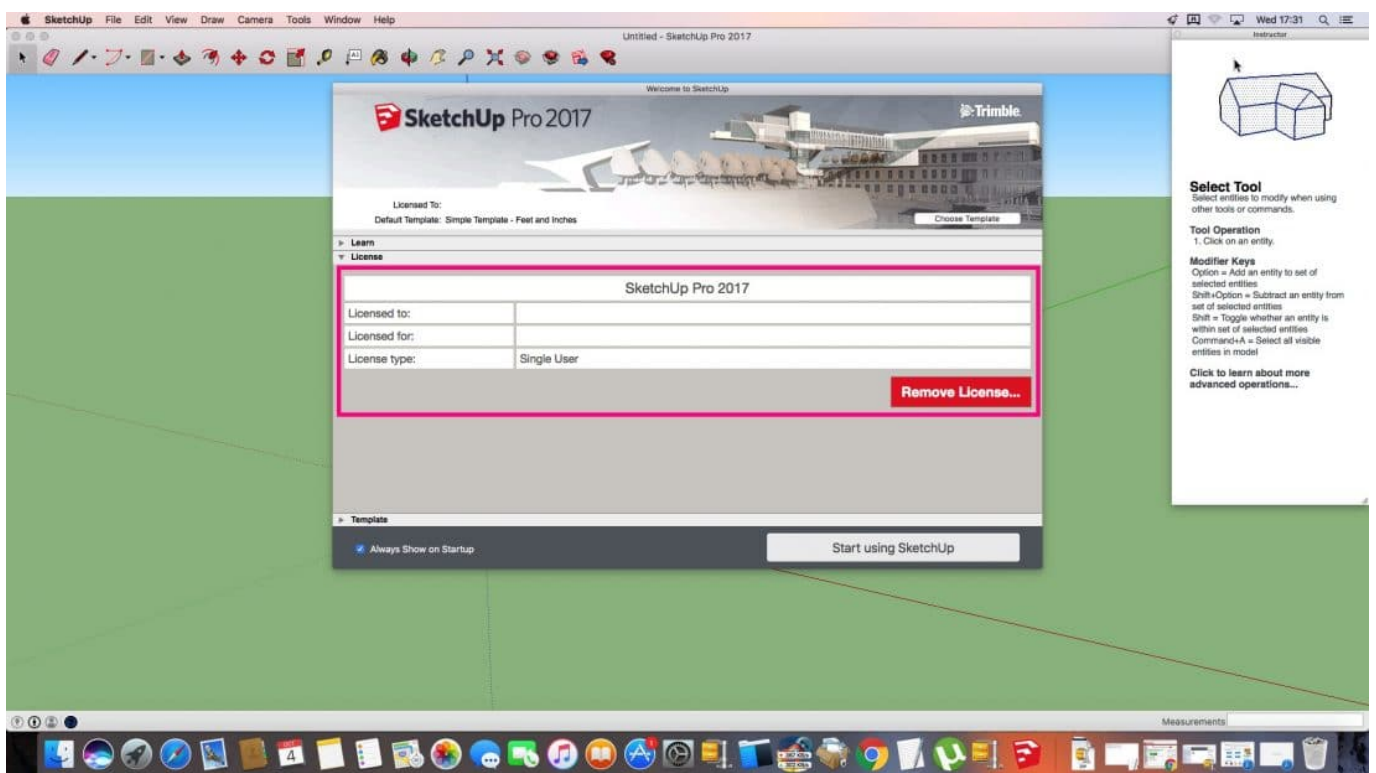 SketchUp File Edit View Draw Camera Tools Window Help Wed 17:31
Untitled - SketchUp Pro 2017
Instructor
Welcome to SketchUp
SketchUp Pro 2017
Trimble.
Licensed To:
Default Template: Simple Template - Feet and Inches
Choose Template
Learn
License
SketchUp Pro 2017
Licensed to:
Licensed for:
License type: Single User
Remove License...
Template
Always Show on Startup
Start using SketchUp
Select Tool
Select entities to modify when using
other tools or commands.
Tool Operation
1. Click on an entity.
Modifier Keys
Option = Add an entity to set of
selected entities
Shift+Option = Subtract an entity from
set of selected entities
Shift = Toggle whether an entity is
within set of selected entities
Command+A = Select all visible
entities in model
Click to learn about more
advanced operations...
Measurements
OCT
4